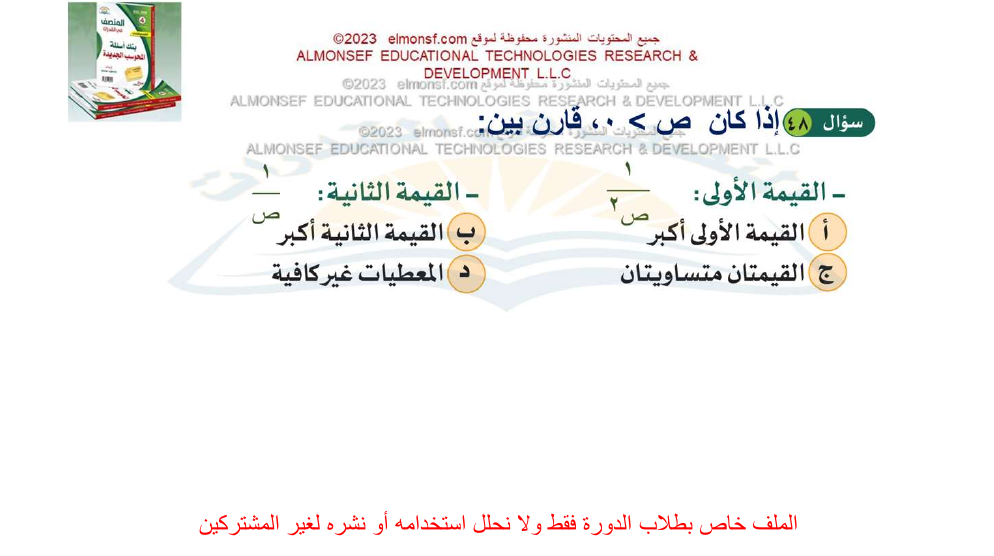 جميع المحتويات المنشورة محفوظة لموقع elmonsf.com ©2023
ALMONSEF EDUCATIONAL TECHNOLOGIES RESEARCH &
DEVELOPMENT L.L.C
جميع المحتويات المنشورة محفوظة لموقع elmonsf.com ©2023
ALMONSEF EDUCATIONAL TECHNOLOGIES RESEARCH & DEVELOPMENT L.L.C
سؤال ٤٨ إذا كان ص > ٠، قارن بين:
جميع المحتويات المنشورة محفوظة لموقع elmonsf.com ©2023
ALMONSEF EDUCATIONAL TECHNOLOGIES RESEARCH & DEVELOPMENT L.L.C
- القيمة الأولى: ١/ص٢ - القيمة الثانية: ١/ص
أ القيمة الأولى أكبر ب القيمة الثانية أكبر
ج القيمتان متساويتان د المعطيات غير كافية
الملف خاص بطلاب الدورة فقط ولا نحلل استخدامه أو نشره لغير المشتركين
المنصف
بنك أسئلة
المحوسب الجديدة